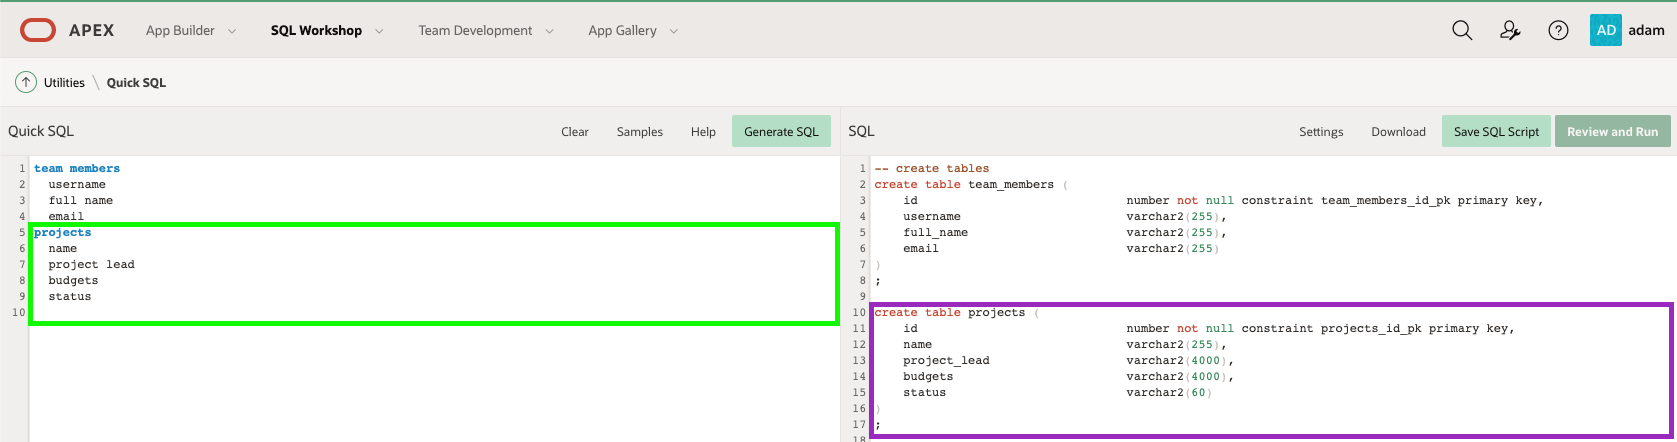 APEX App Builder SQL Workshop Team Development App Gallery AD adam
Utilities \ Quick SQL
Quick SQL Clear Samples Help Generate SQL
1 team members
2 username
3 full name
4 email
5 projects
6 name
7 project lead
8 budgets
9 status
10
SQL Settings Download Save SQL Script Review and Run
1 -- create tables
2 create table team_members (
3 id number not null constraint team_members_id_pk primary key,
4 username varchar2(255),
5 full_name varchar2(255),
6 email varchar2(255)
7 )
8 ;
9
10 create table projects (
11 id number not null constraint projects_id_pk primary key,
12 name varchar2(255),
13 project_lead varchar2(4000),
14 budgets varchar2(4000),
15 status varchar2(60)
16 )
17 ;
18